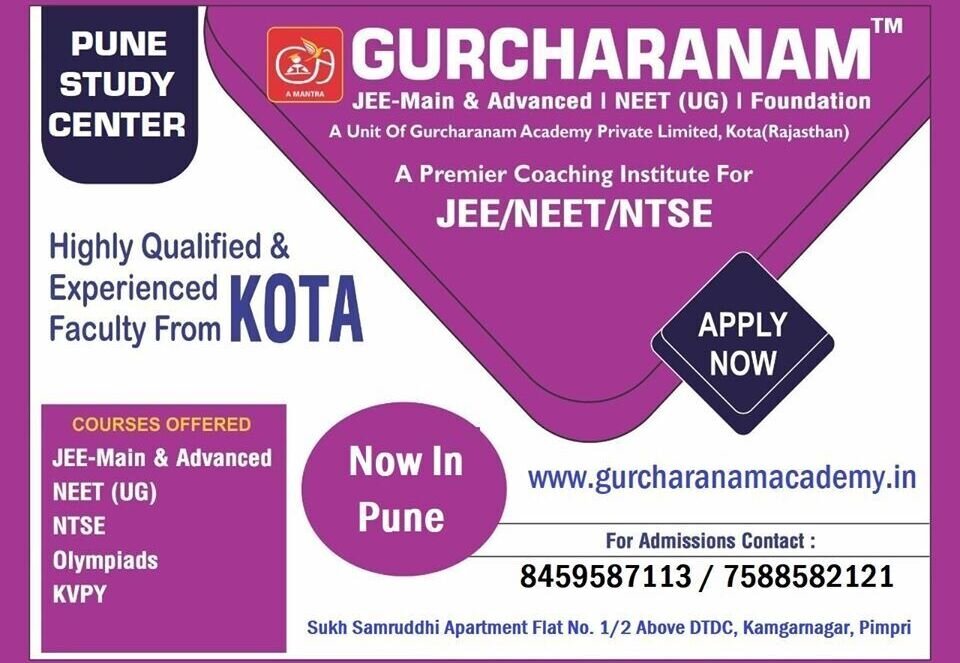 PUNE
STUDY
CENTER
A MANTRA
GURCHARANAM™
JEE-Main & Advanced | NEET (UG) | Foundation
A Unit Of Gurcharanam Academy Private Limited, Kota(Rajasthan)
A Premier Coaching Institute For
JEE/NEET/NTSE
Highly Qualified &
Experienced
Faculty From KOTA
APPLY
NOW
COURSES OFFERED
JEE-Main & Advanced
NEET (UG)
NTSE
Olympiads
KVPY
Now In
Pune
www.gurcharanamacademy.in
For Admissions Contact :
8459587113 / 7588582121
Sukh Samruddhi Apartment Flat No. 1/2 Above DTDC, Kamgarnagar, Pimpri